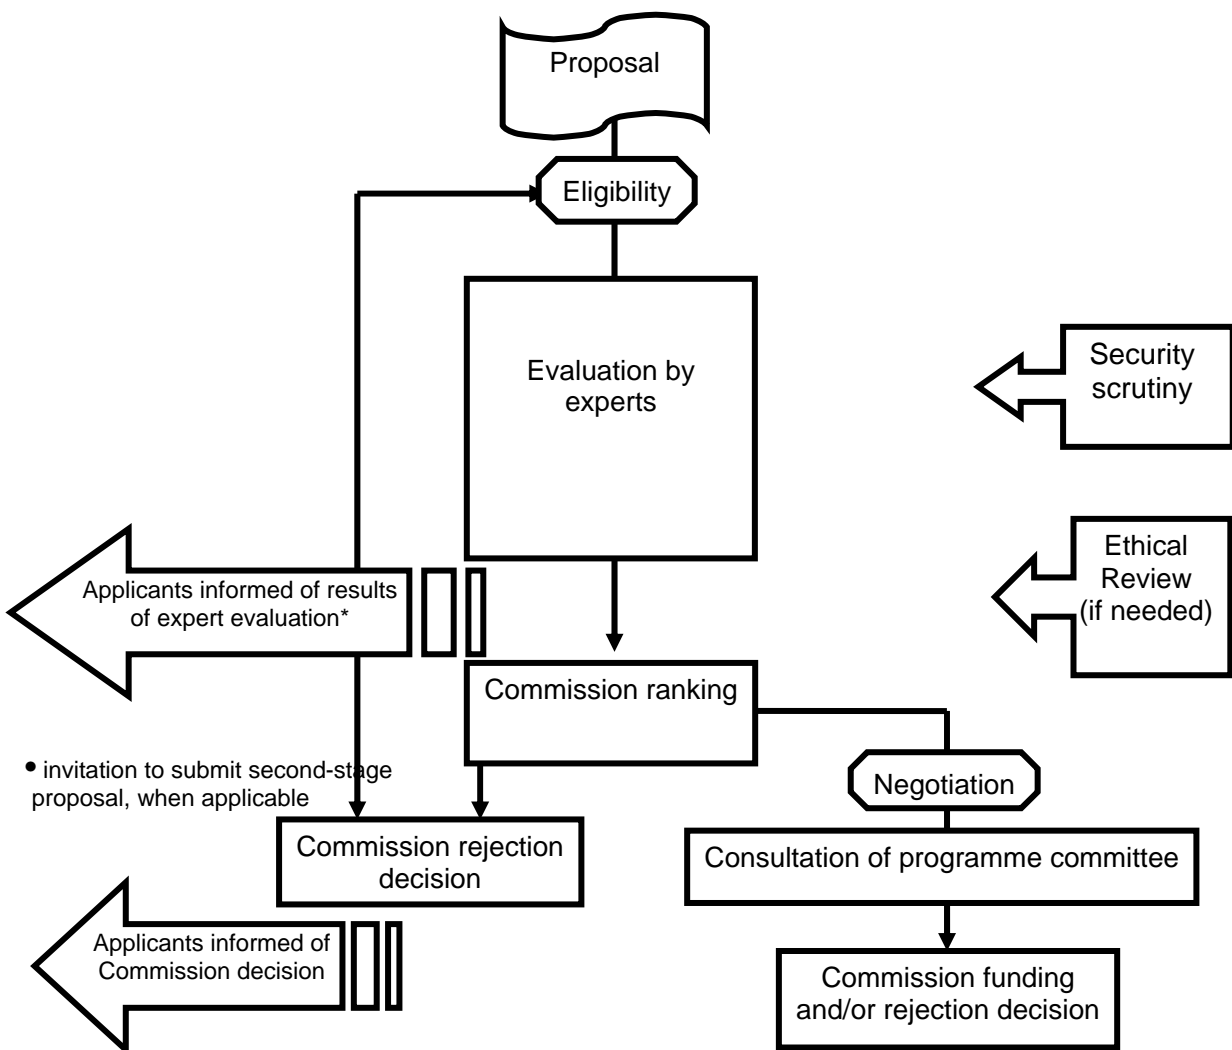 Proposal
Eligibility
Evaluation by
experts
Security
scrutiny
Ethical
Review
(if needed)
Applicants informed of results
of expert evaluation*
Commission ranking
• invitation to submit second-stage
proposal, when applicable
Negotiation
Commission rejection
decision
Consultation of programme committee
Applicants informed of
Commission decision
Commission funding
and/or rejection decision